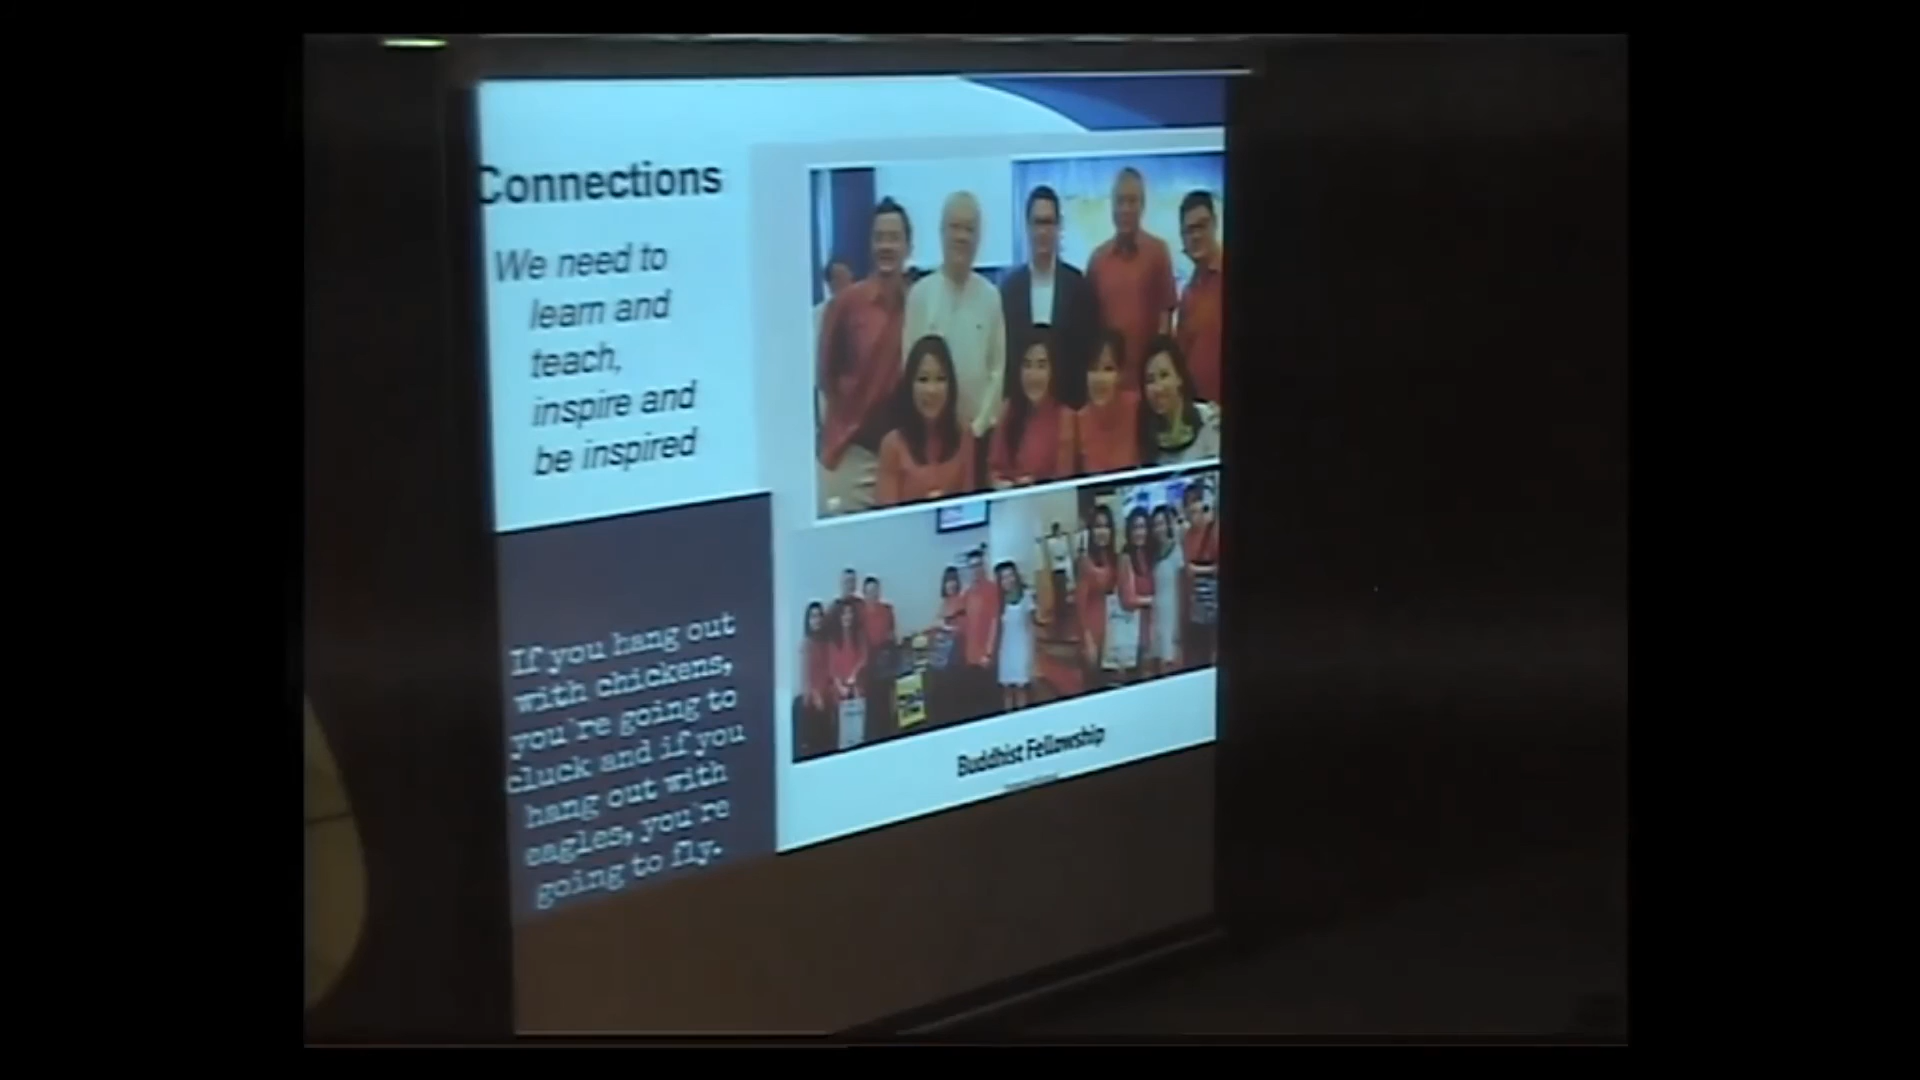 Connections
We need to
learn and
teach,
inspire and
be inspired
If you hang out
with chickens,
you're going to
cluck and if you
hang out with
eagles, you're
going to fly.
Buddhist Fellowship